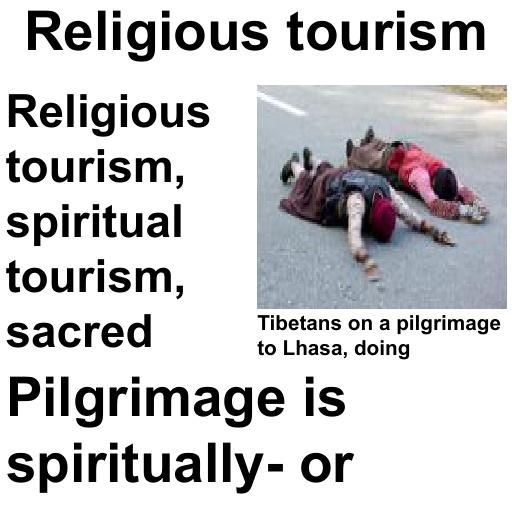 Religious tourism
Religious
tourism,
spiritual
tourism,
sacred
Tibetans on a pilgrimage
to Lhasa, doing
Pilgrimage is
spiritually- or